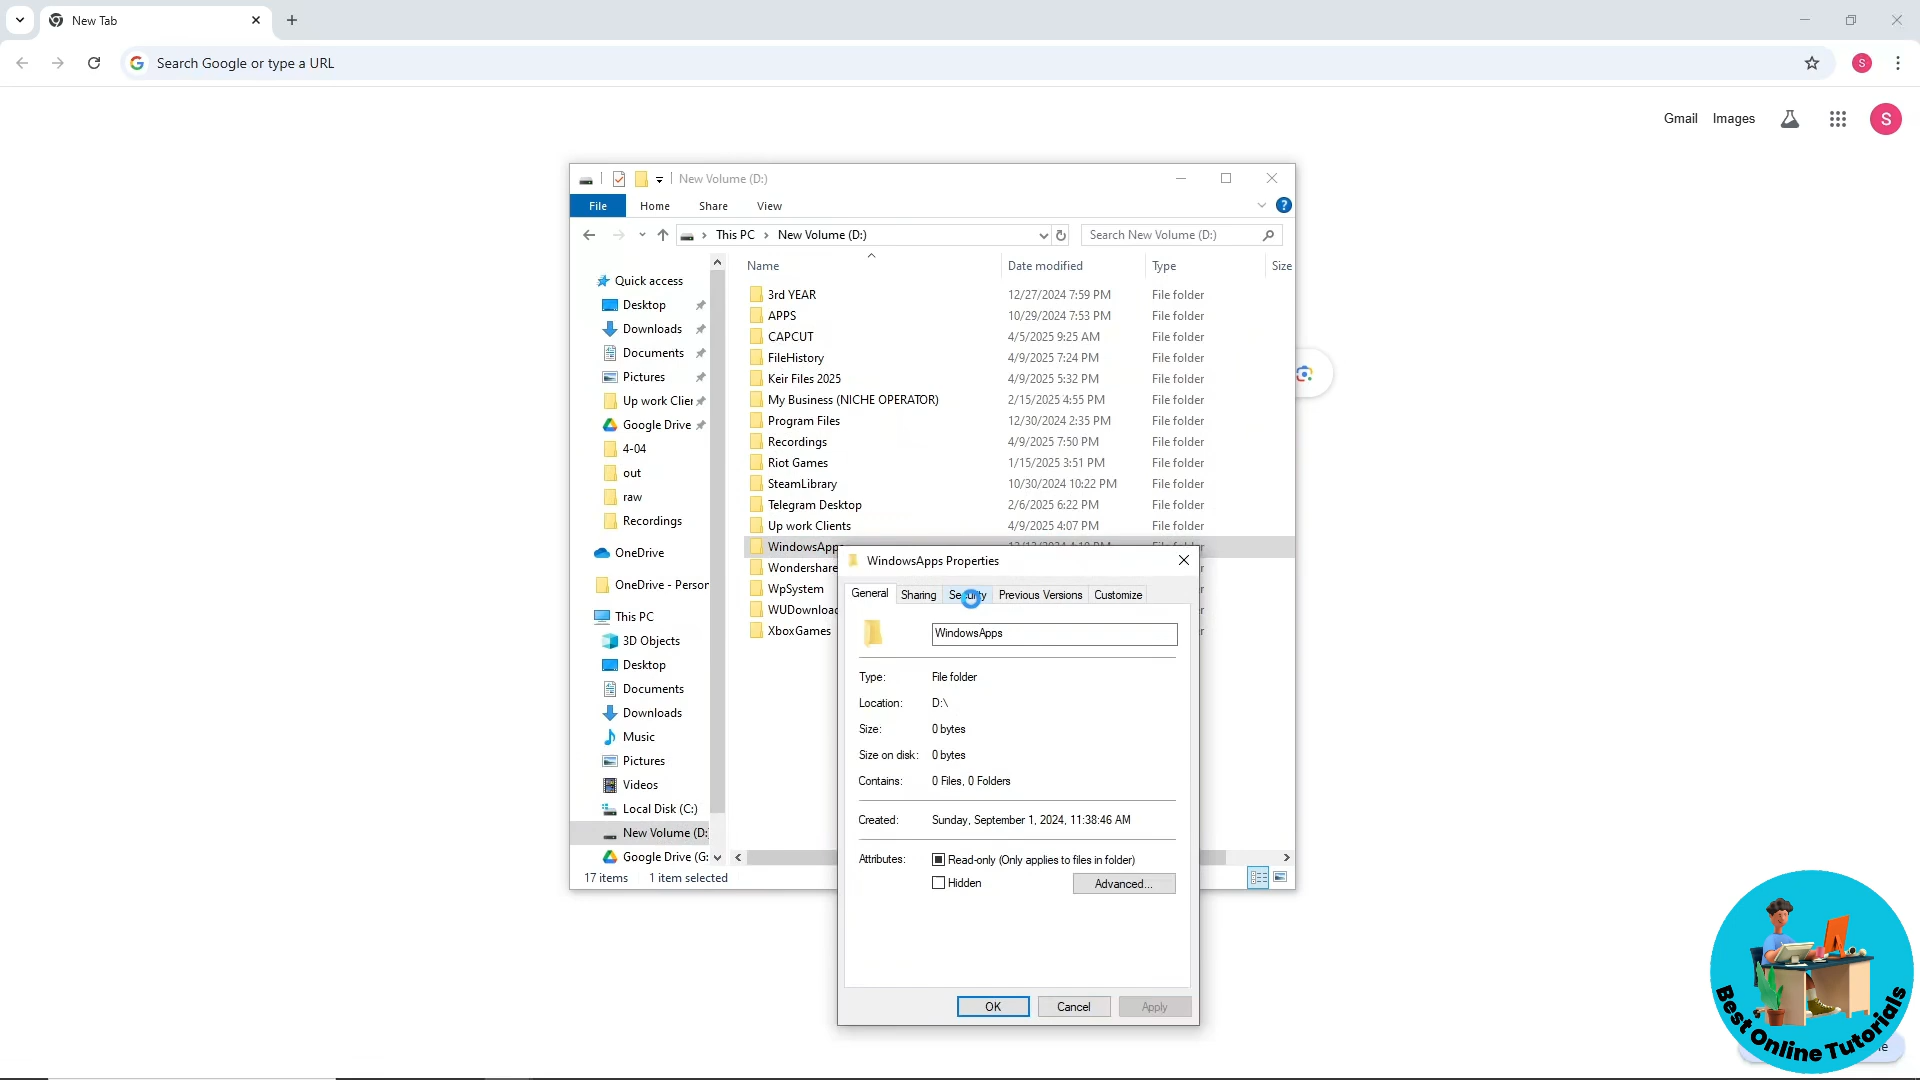 New Tab
Search Google or type a URL
S
Gmail
Images
S
New Volume (D:)
File
Home
Share
View
This PC
New Volume (D:)
Search New Volume (D:)
Name
Date modified
Type
Size
Quick access
Desktop
Downloads
Documents
Pictures
Up work Clier
Google Drive
4-04
out
raw
Recordings
OneDrive
OneDrive - Person
This PC
3D Objects
Desktop
Documents
Downloads
Music
Pictures
Videos
Local Disk (C:)
New Volume (D:
Google Drive (G:
3rd YEAR 12/27/2024 7:59 PM File folder
APPS 10/29/2024 7:53 PM File folder
CAPCUT 4/5/2025 9:25 AM File folder
FileHistory 4/9/2025 7:24 PM File folder
Keir Files 2025 4/9/2025 5:32 PM File folder
My Business (NICHE OPERATOR) 2/15/2025 4:55 PM File folder
Program Files 12/30/2024 2:35 PM File folder
Recordings 4/9/2025 7:50 PM File folder
Riot Games 1/15/2025 3:51 PM File folder
SteamLibrary 10/30/2024 10:22 PM File folder
Telegram Desktop 2/6/2025 6:22 PM File folder
Up work Clients 4/9/2025 4:07 PM File folder
WindowsApps
Wondershare
WpSystem
WUDownload
XboxGames
17 items
1 item selected
WindowsApps Properties
General
Sharing
Security
Previous Versions
Customize
WindowsApps
Type: File folder
Location: D:\
Size: 0 bytes
Size on disk: 0 bytes
Contains: 0 Files, 0 Folders
Created: Sunday, September 1, 2024, 11:38:46 AM
Attributes: Read-only (Only applies to files in folder)
Hidden
Advanced...
OK
Cancel
Apply
Best Online Tutorials